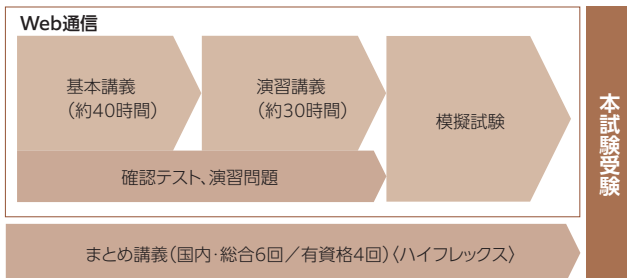 Web通信
基本講義
（約40時間）
演習講義
（約30時間）
模擬試験
確認テスト、演習問題
本試験受験
まとめ講義（国内・総合6回／有資格4回）〈ハイフレックス〉